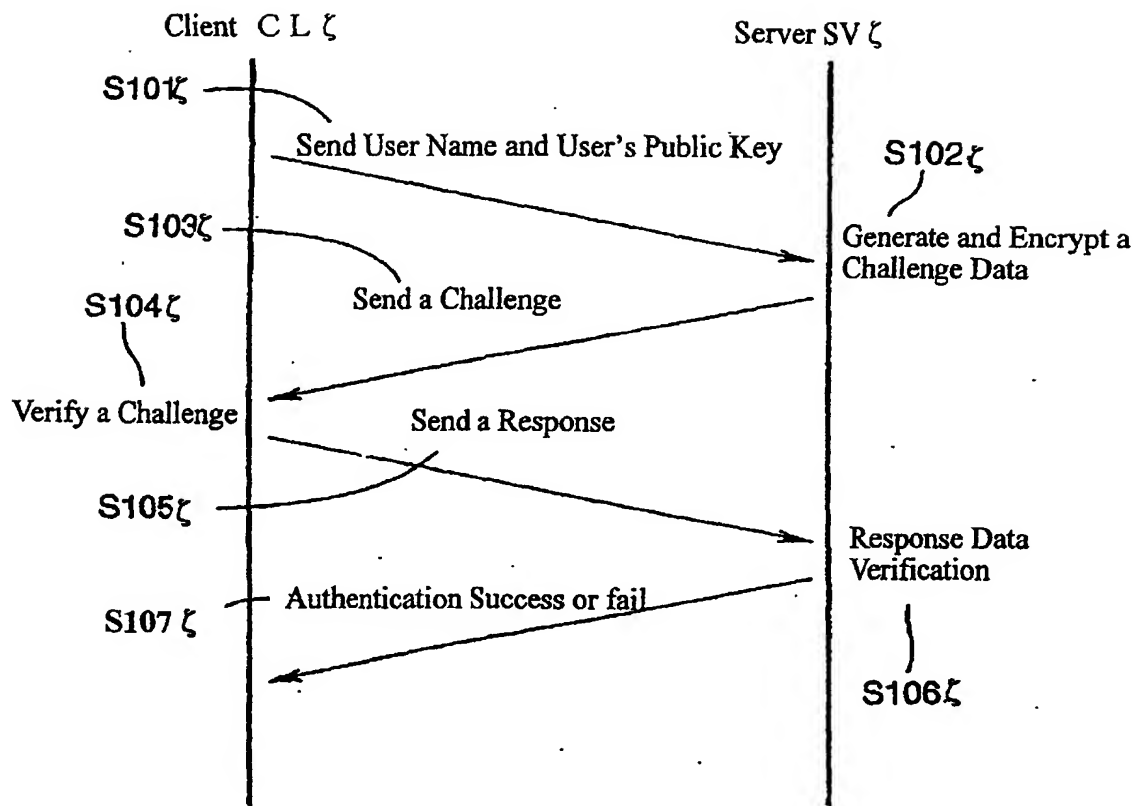 Client C L ζ
Server SV ζ
S101ζ
Send User Name and User's Public Key
S102ζ
S103ζ
Generate and Encrypt a
Challenge Data
Send a Challenge
S104ζ
Verify a Challenge
Send a Response
S105ζ
Response Data
Verification
Authentication Success or fail
S107 ζ
S106ζ